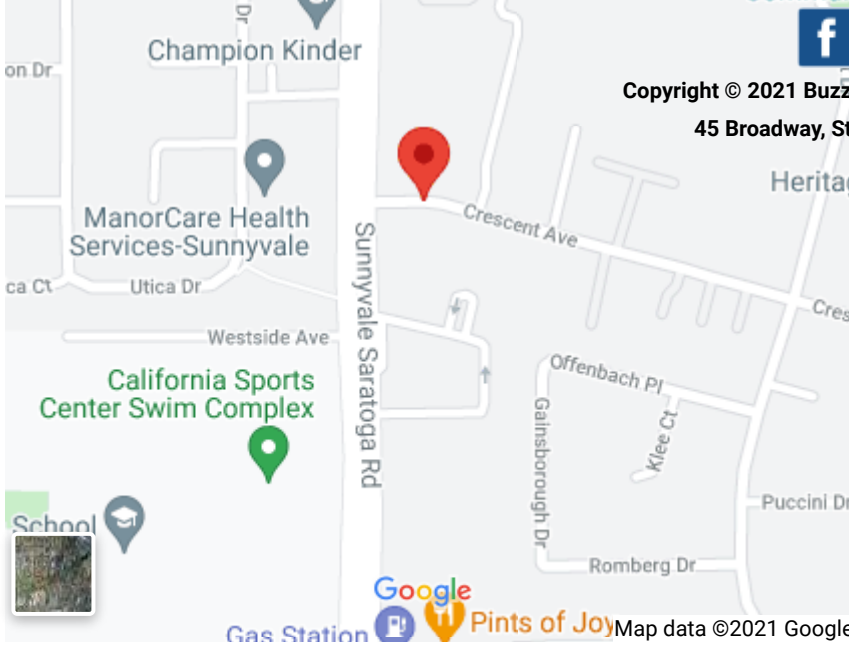 Dr
Champion Kinder
on Dr
f
Copyright © 2021 Buzz
45 Broadway, St
Heritag
ManorCare Health
Services-Sunnyvale
Crescent Ave
Sunnyvale Saratoga Rd
ca Ct
Utica Dr
Cres
Westside Ave
Offenbach Pl
California Sports
Center Swim Complex
Gainsborough Dr
Klee Ct
School
Puccini Dr
Romberg Dr
Google
Gas Station
Pints of Joy
Map data ©2021 Google